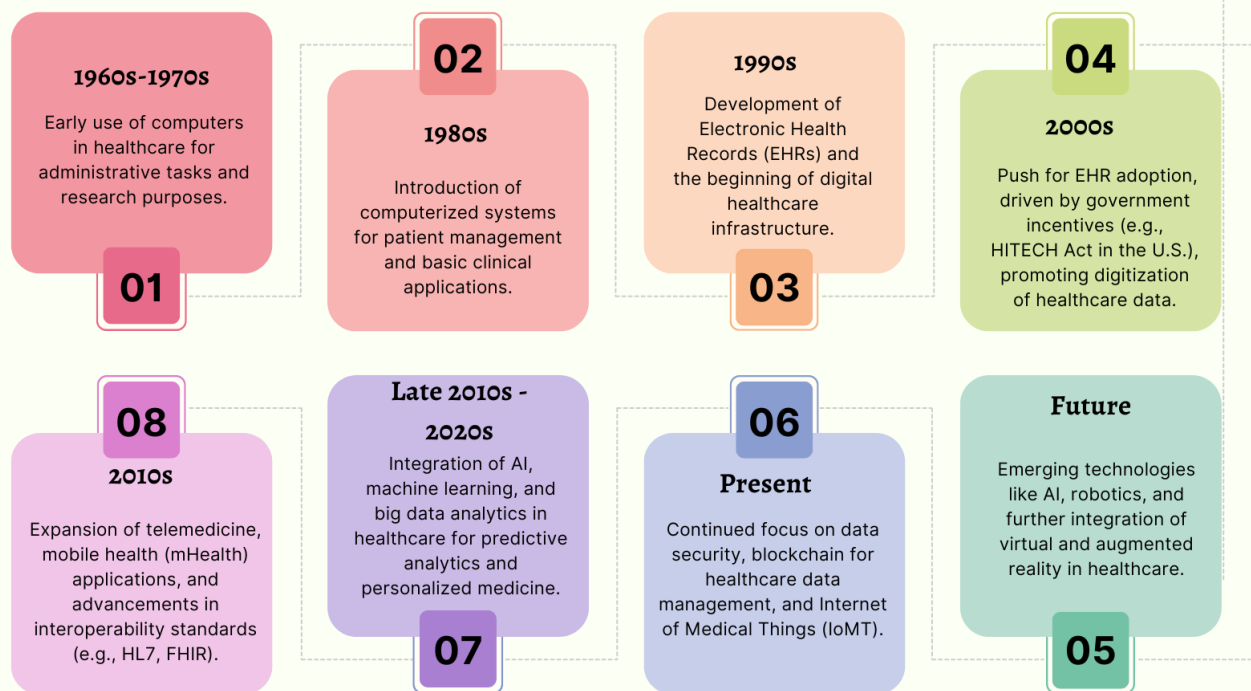 1960s-1970s
Early use of computers
in healthcare for
administrative tasks and
research purposes.
01
02
1980s
Introduction of
computerized systems
for patient management
and basic clinical
applications.
1990s
Development of
Electronic Health
Records (EHRs) and
the beginning of digital
healthcare
infrastructure.
03
04
2000s
Push for EHR adoption,
driven by government
incentives (e.g.,
HITECH Act in the U.S.),
promoting digitization
of healthcare data.
08
2010s
Expansion of telemedicine,
mobile health (mHealth)
applications, and
advancements in
interoperability standards
(e.g., HL7, FHIR).
Late 2010s -
2020s
Integration of AI,
machine learning, and
big data analytics in
healthcare for predictive
analytics and
personalized medicine.
07
06
Present
Continued focus on data
security, blockchain for
healthcare data
management, and Internet
of Medical Things (IoMT).
Future
Emerging technologies
like AI, robotics, and
further integration of
virtual and augmented
reality in healthcare.
05